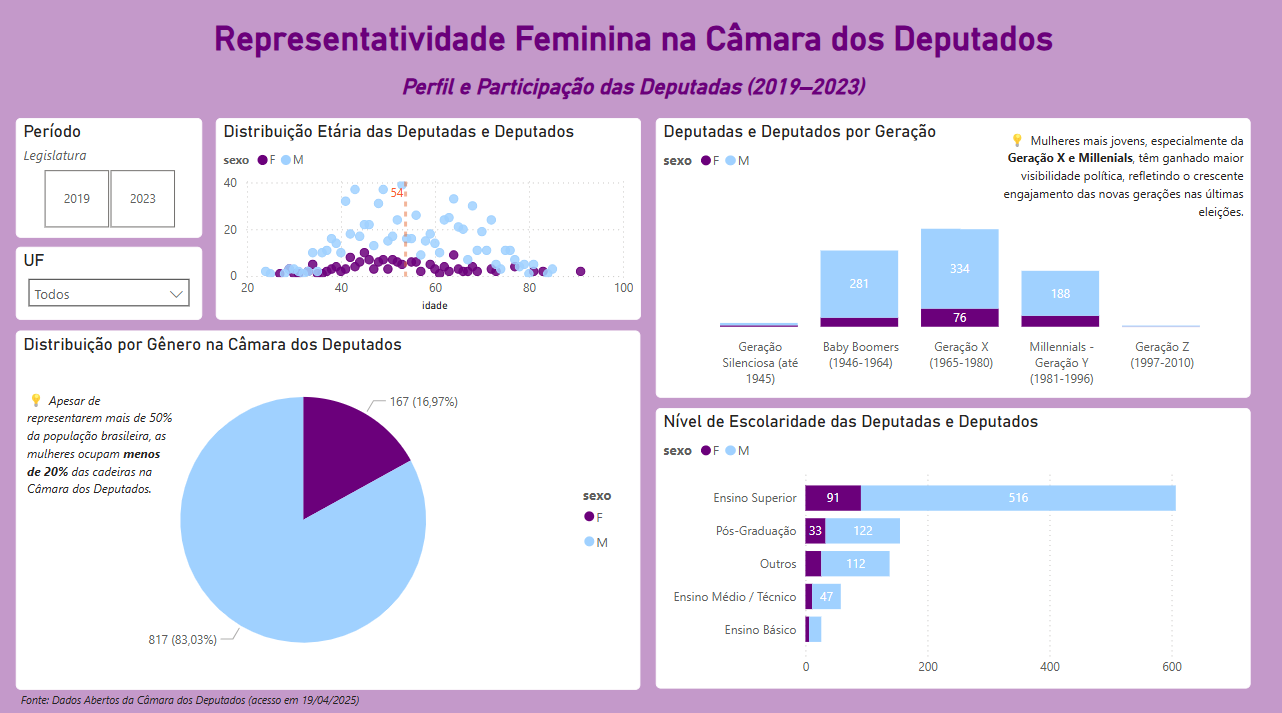 Representatividade Feminina na Câmara dos Deputados
Perfil e Participação das Deputadas (2019–2023)
Período
Legislatura
2019
2023
UF
Todos
Distribuição Etária das Deputadas e Deputados
sexo F M
40
20
0
54
20 40 60 80 100
idade
Distribuição por Gênero na Câmara dos Deputados
💡 Apesar de
representarem mais de 50%
da população brasileira, as
mulheres ocupam menos
de 20% das cadeiras na
Câmara dos Deputados.
167 (16,97%)
817 (83,03%)
sexo
F
M
Deputadas e Deputados por Geração
sexo F M
💡 Mulheres mais jovens, especialmente da
Geração X e Millenials, têm ganhado maior
visibilidade política, refletindo o crescente
engajamento das novas gerações nas últimas
eleições.
281
334
76
188
Geração
Silenciosa (até
1945)
Baby Boomers
(1946-1964)
Geração X
(1965-1980)
Millennials -
Geração Y
(1981-1996)
Geração Z
(1997-2010)
Nível de Escolaridade das Deputadas e Deputados
sexo F M
Ensino Superior 91 516
Pós-Graduação 33 122
Outros 112
Ensino Médio / Técnico 47
Ensino Básico
0 200 400 600
Fonte: Dados Abertos da Câmara dos Deputados (acesso em 19/04/2025)